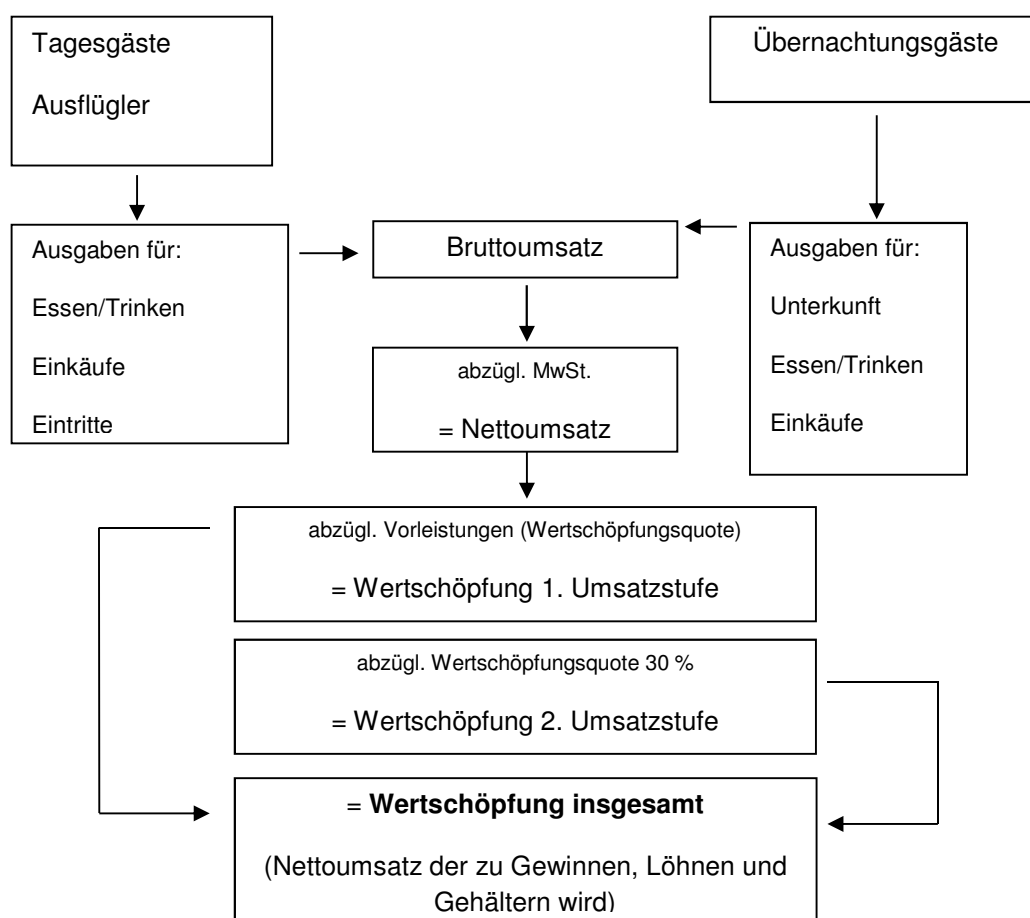 Tagesgäste
Ausflügler
Übernachtungsgäste
Ausgaben für:
Essen/Trinken
Einkäufe
Eintritte
Bruttoumsatz
Ausgaben für:
Unterkunft
Essen/Trinken
Einkäufe
abzügl. MwSt.
= Nettoumsatz
abzügl. Vorleistungen (Wertschöpfungsquote)
= Wertschöpfung 1. Umsatzstufe
abzügl. Wertschöpfungsquote 30 %
= Wertschöpfung 2. Umsatzstufe
= Wertschöpfung insgesamt
(Nettoumsatz der zu Gewinnen, Löhnen und
Gehältern wird)